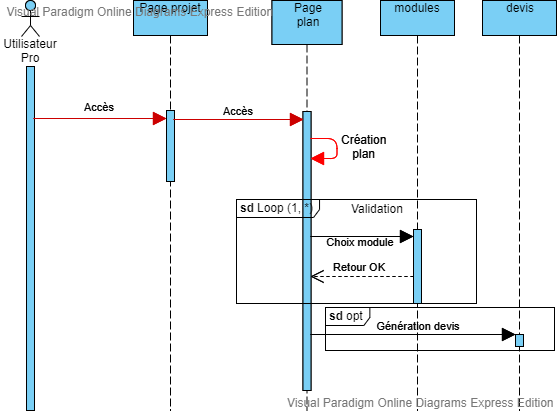 Visual Paradigm Online Diagrams Express Edition
Page projet
Page
plan
modules
devis
Utilisateur
Pro
Accès
Accès
Création
plan
sd Loop (1, *)
Validation
Choix module
Retour OK
sd opt
Génération devis
Visual Paradigm Online Diagrams Express Edition